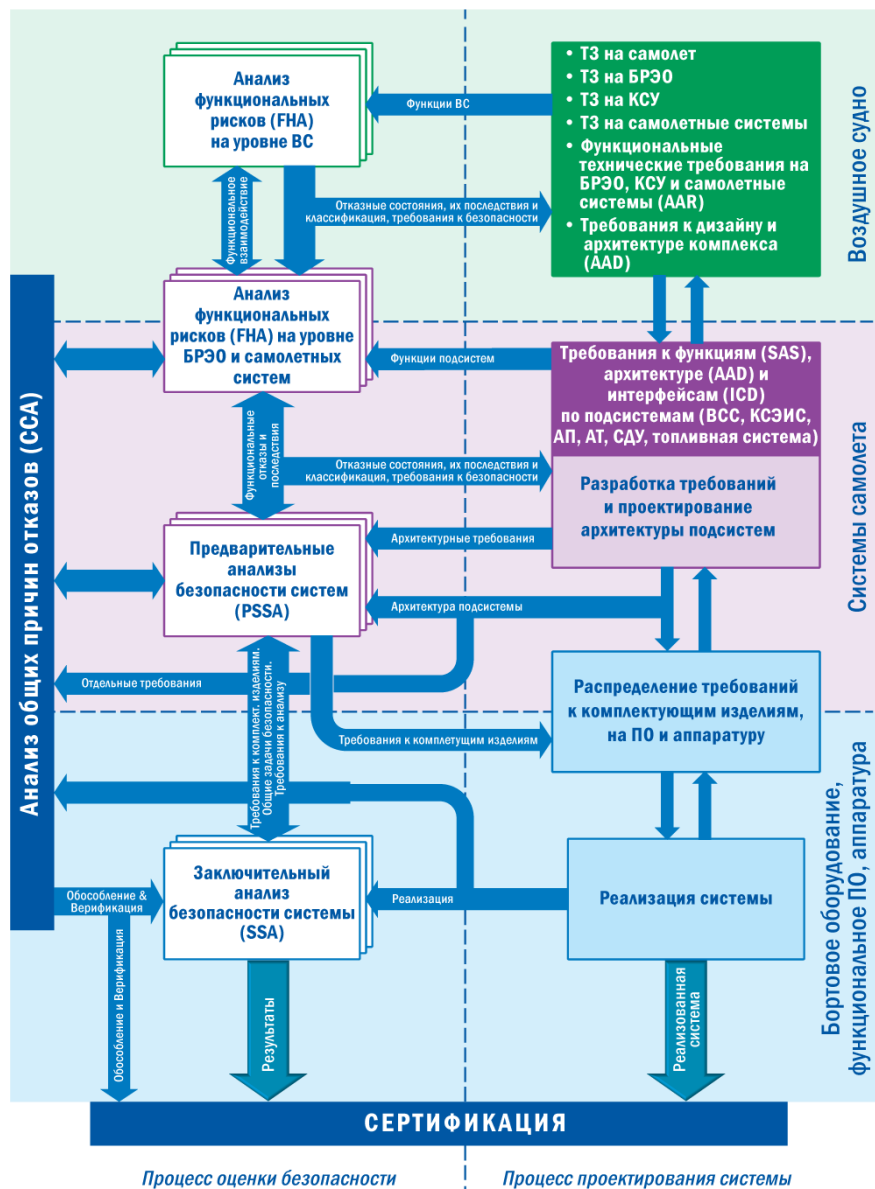 Анализ
функциональных
рисков (FHA)
на уровне ВС
Функции ВС
• ТЗ на самолет
• ТЗ на БРЭО
• ТЗ на КСУ
• ТЗ на самолетные системы
• Функциональные
технические требования на
БРЭО, КСУ и самолетные
системы (AAR)
• Требования к дизайну и
архитектуре комплекса
(AAD)
Воздушное судно
Функциональное
взаимодействие
Отказные состояния, их последствия и
классификация, требования к безопасности
Анализ
функциональных
рисков (FHA) на уровне
БРЭО и самолетных
систем
Функции подсистем
Требования к функциям (SAS),
архитектуре (AAD) и
интерфейсам (ICD)
по подсистемам (ВСС, КСЭИС,
АП, АТ, СДУ, топливная система)
Анализ общих причин отказов (CCA)
Функциональные
отказы и
последствия
Отказные состояния, их последствия и
классификация, требования к безопасности
Разработка требований
и проектирование
архитектуры подсистем
Системы самолета
Предварительные
анализы
безопасности систем
(PSSA)
Архитектурные требования
Архитектура подсистемы
Отдельные требования
Требования к комплект. изделиям.
Общие задачи безопасности.
Требования к анализу
Требования к комплетущим изделиям
Распределение требований
к комплектующим изделиям,
на ПО и аппаратуру
Бортовое оборудование,
функциональное ПО, аппаратура
Обособление &
Верификация
Заключительный
анализ
безопасности системы
(SSA)
Реализация
Реализация системы
Обособление и Верификация
Результаты
Реализованная
система
СЕРТИФИКАЦИЯ
Процесс оценки безопасности
Процесс проектирования системы